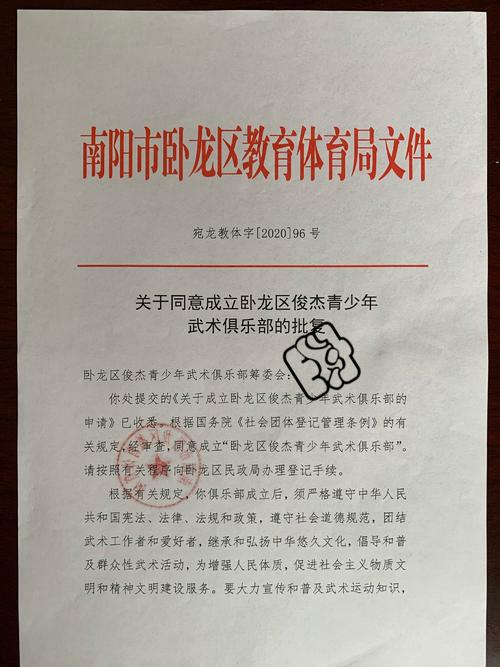 南阳市卧龙区教育体育局文件
宛龙教体字[2020]96 号
关于同意成立卧龙区俊杰青少年
武术俱乐部的批复
卧龙区俊杰青少年武术俱乐部筹委会：
你处提交的《关于成立卧龙区俊杰青少年武术俱乐部的
申请》已收悉。根据国务院《社会团体登记管理条例》的有
关规定,经审查,同意成立“卧龙区俊杰青少年武术俱乐部”。
请按照有关程序向卧龙区民政局办理登记手续。
根据有关规定，你俱乐部成立后，须严格遵守中华人民
共和国宪法、法律、法规和政策，遵守社会道德规范，团结
武术工作者和爱好者，继承和弘扬中华悠久文化，倡导和普
及群众性武术活动，为增强人民体质，促进社会主义物质文
明和精神文明建设服务。要大力宣传和普及武术运动知识，